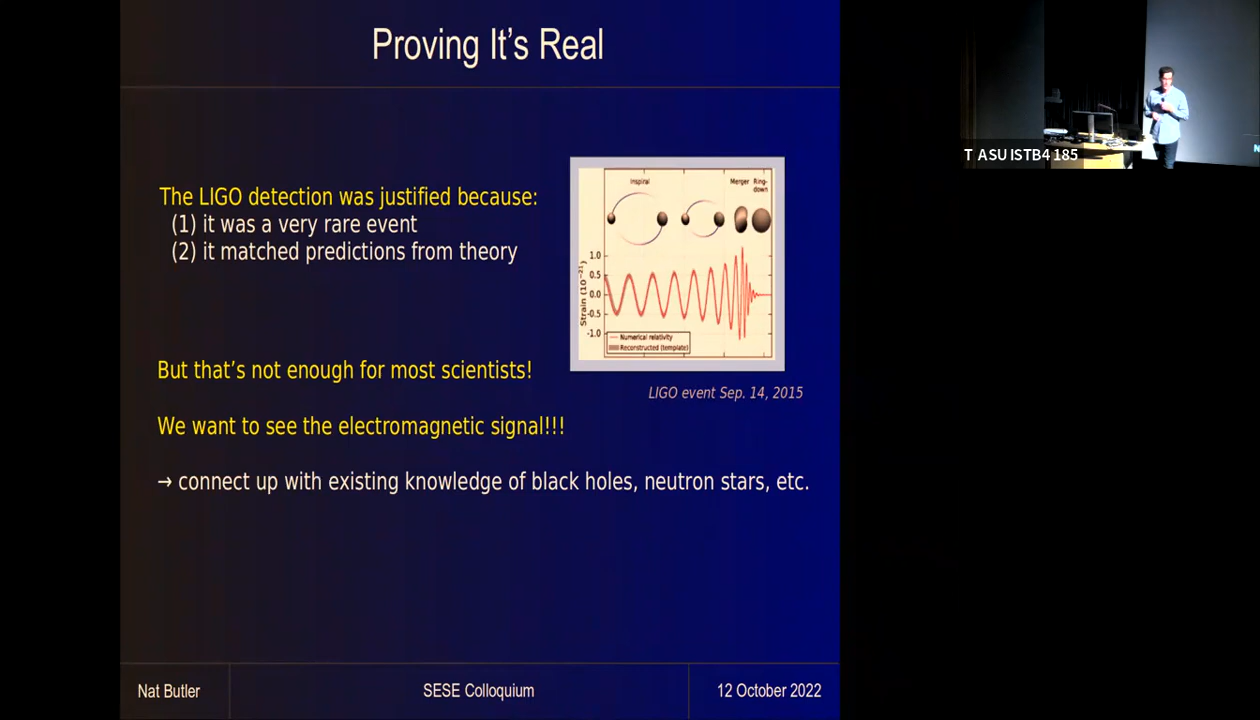 Proving It's Real
The LIGO detection was justified because:
(1) it was a very rare event
(2) it matched predictions from theory
Inspiral
Merger
Ring-
down
1.0
0.5
0.0
-0.5
-1.0
Strain (10⁻²¹)
Numerical relativity
Reconstructed (template)
LIGO event Sep. 14, 2015
But that's not enough for most scientists!
We want to see the electromagnetic signal!!!
→ connect up with existing knowledge of black holes, neutron stars, etc.
Nat Butler
SESE Colloquium
12 October 2022
T ASU ISTB4 185
N